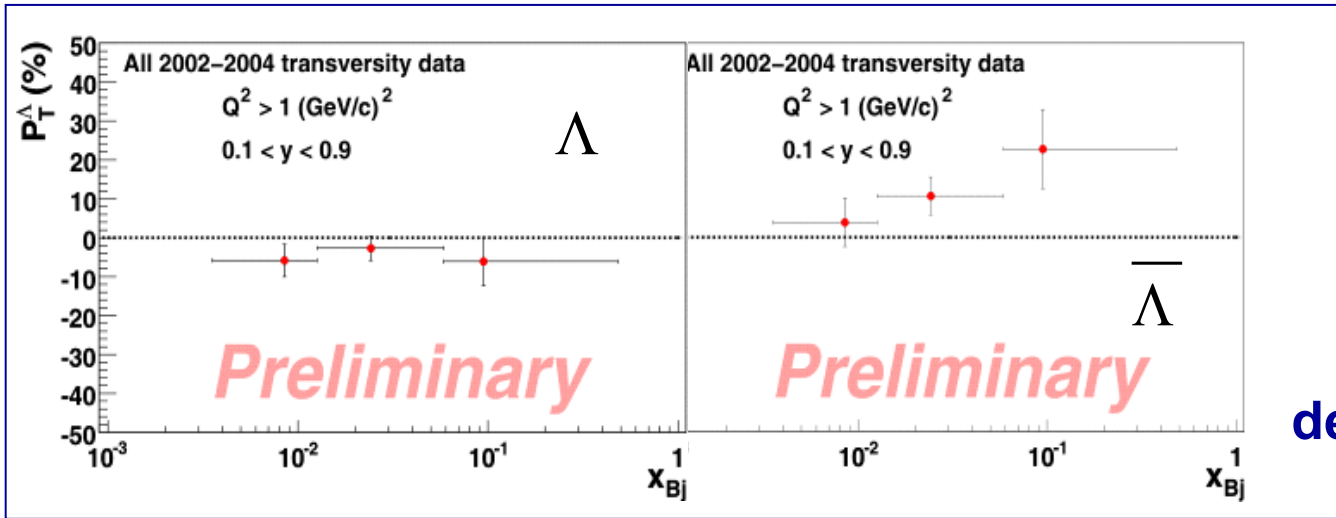 P_T^Λ (%)
50
40
30
20
10
0
-10
-20
-30
-40
-50
All 2002–2004 transversity data
Q² > 1 (GeV/c)²
0.1 < y < 0.9
Λ
Preliminary
10⁻³
10⁻²
10⁻¹
1
x_Bj
All 2002–2004 transversity data
Q² > 1 (GeV/c)²
0.1 < y < 0.9
Λ̅
Preliminary
10⁻²
10⁻¹
1
x_Bj